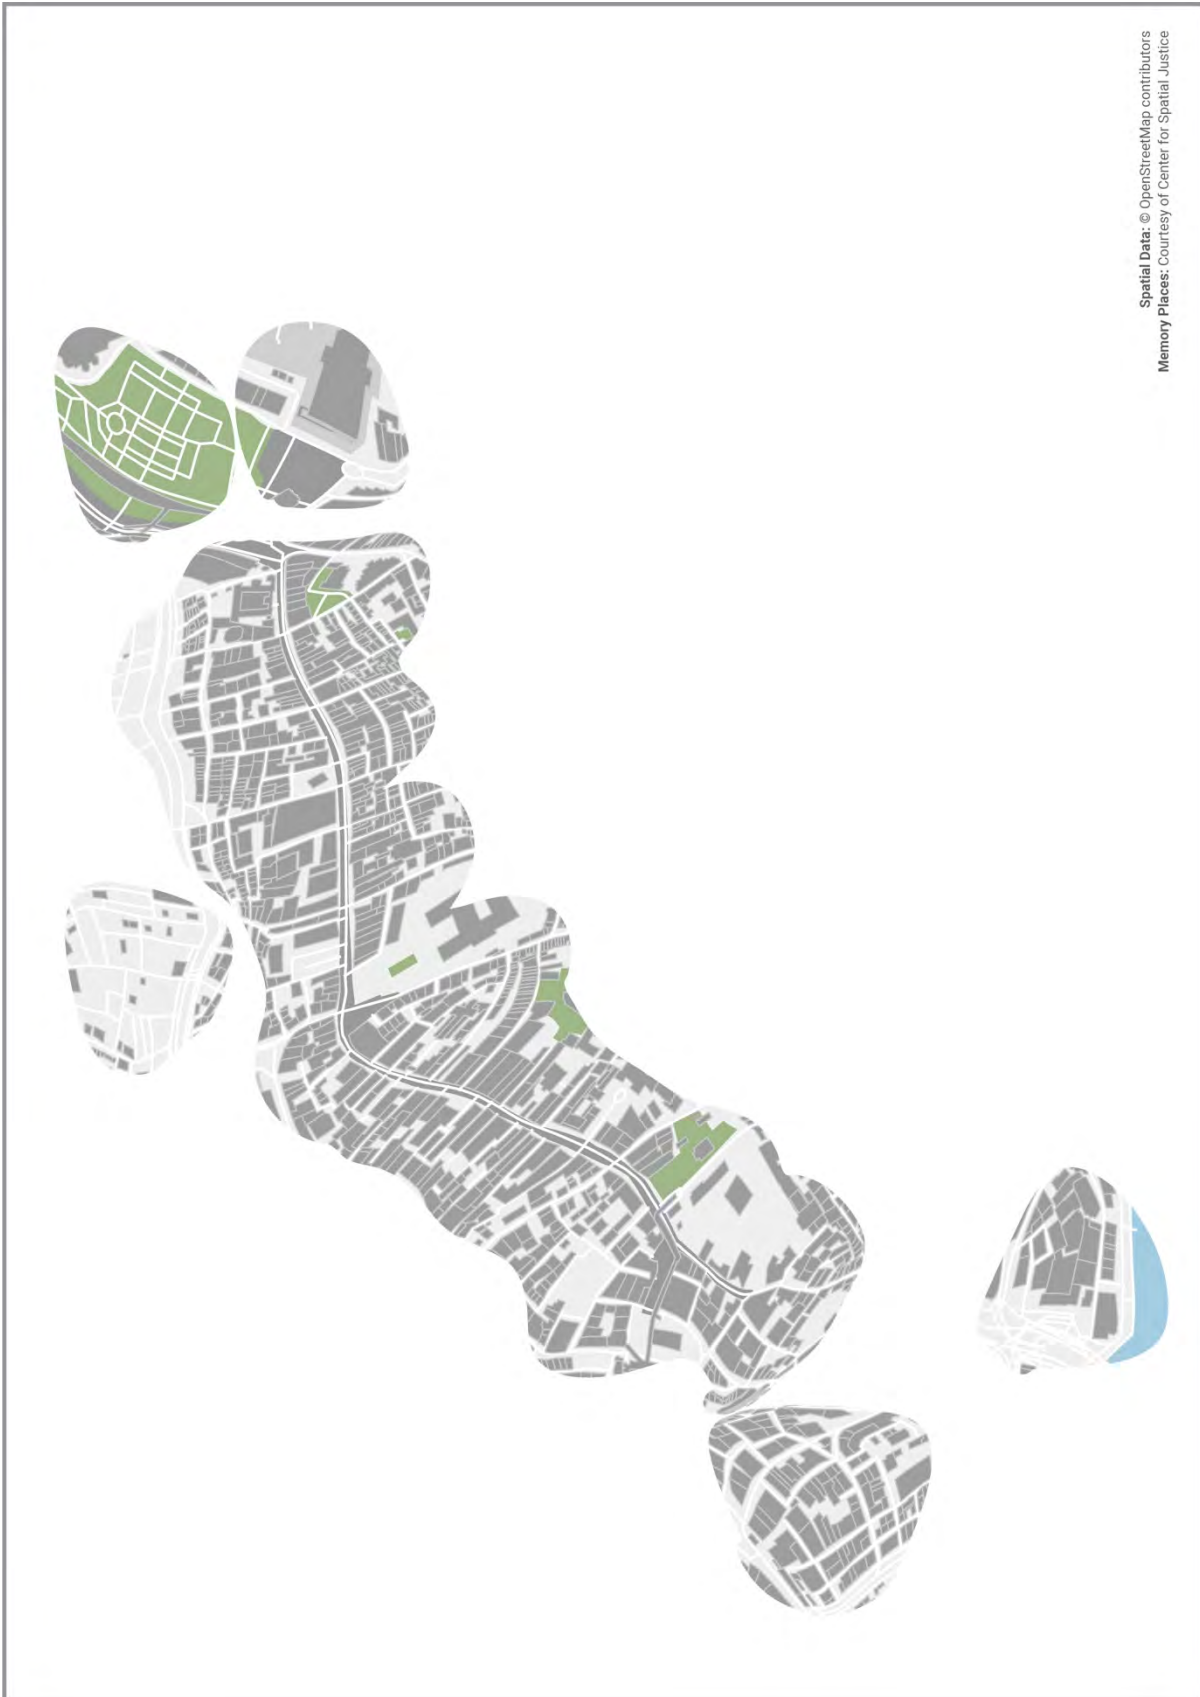 Spatial Data: © OpenStreetMap contributors
Memory Places: Courtesy of Center for Spatial Justice